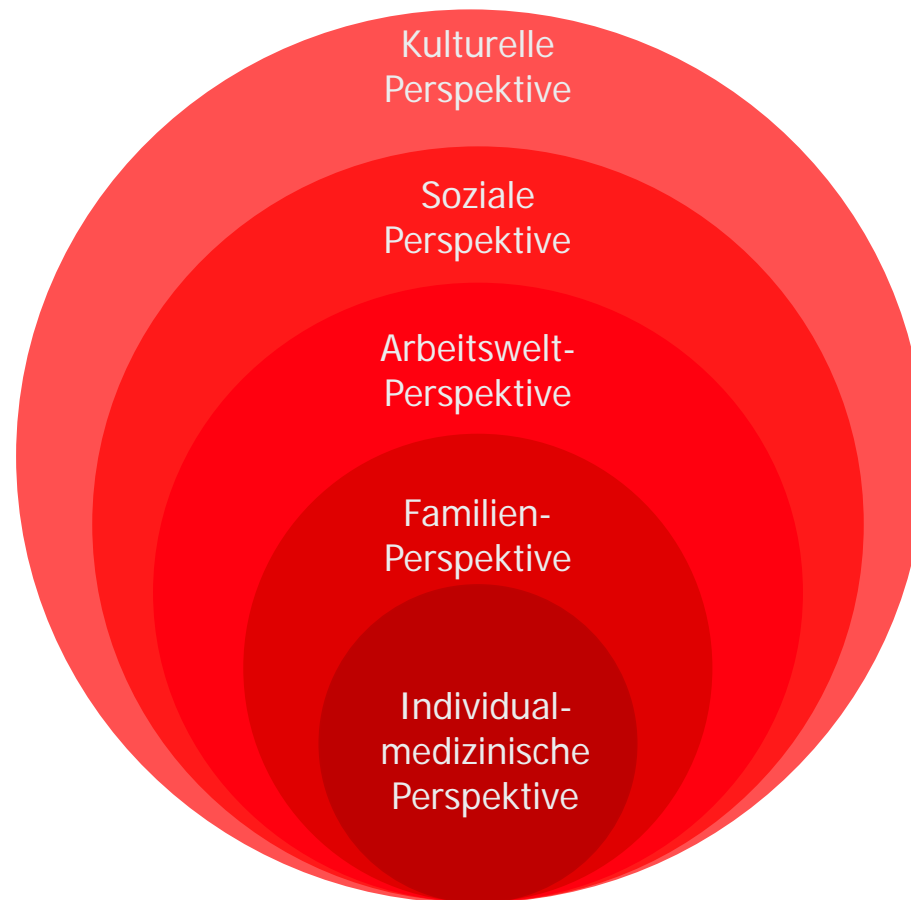 Kulturelle
Perspektive
Soziale
Perspektive
Arbeitswelt-
Perspektive
Familien-
Perspektive
Individual-
medizinische
Perspektive